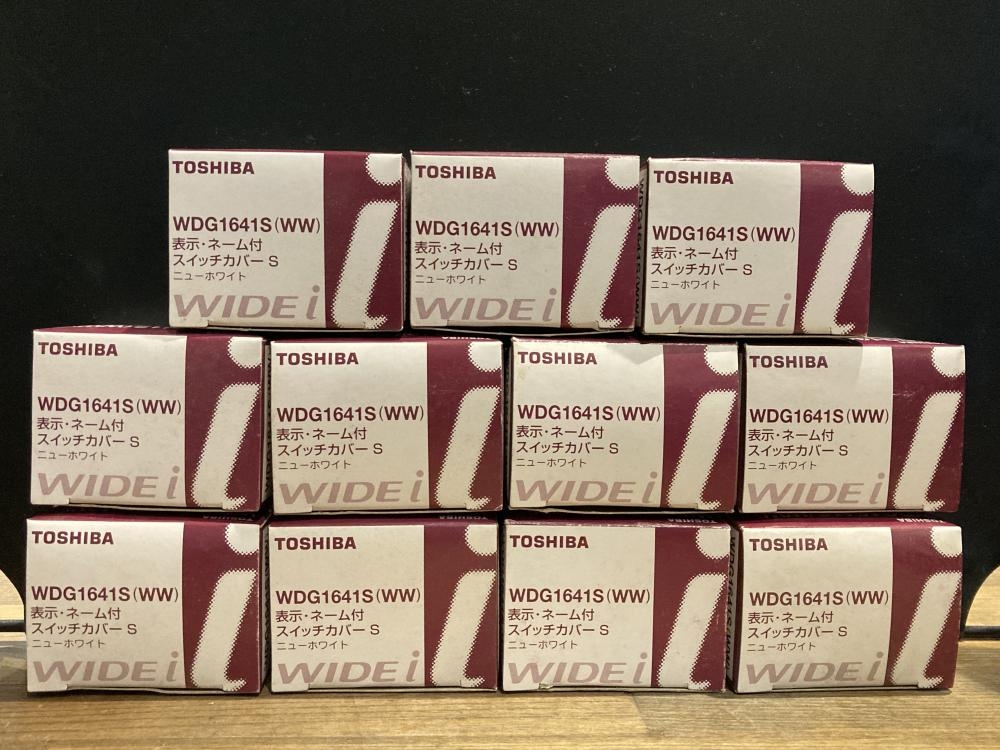 TOSHIBA
WDG1641S(WW)
表示・ネーム付
スイッチカバー S
ニューホワイト
WIDE i
TOSHIBA
WDG1641S(WW)
表示・ネーム付
スイッチカバー S
ニューホワイト
WIDE i
TOSHIBA
WDG1641S(WW)
表示・ネーム付
スイッチカバー S
ニューホワイト
WIDE i
TOSHIBA
WDG1641S(WW)
表示・ネーム付
スイッチカバー S
ニューホワイト
WIDE i
TOSHIBA
WDG1641S(WW)
表示・ネーム付
スイッチカバー S
ニューホワイト
WIDE i
TOSHIBA
WDG1641S(WW)
表示・ネーム付
スイッチカバー S
ニューホワイト
WIDE i
TOSHIBA
WDG1641S(WW)
表示・ネーム付
スイッチカバー S
ニューホワイト
WIDE i
TOSHIBA
WDG1641S(WW)
表示・ネーム付
スイッチカバー S
ニューホワイト
WIDE i
TOSHIBA
WDG1641S(WW)
表示・ネーム付
スイッチカバー S
ニューホワイト
WIDE i
TOSHIBA
WDG1641S(WW)
表示・ネーム付
スイッチカバー S
ニューホワイト
WIDE i
TOSHIBA
WDG1641S(WW)
表示・ネーム付
スイッチカバー S
ニューホワイト
WIDE i